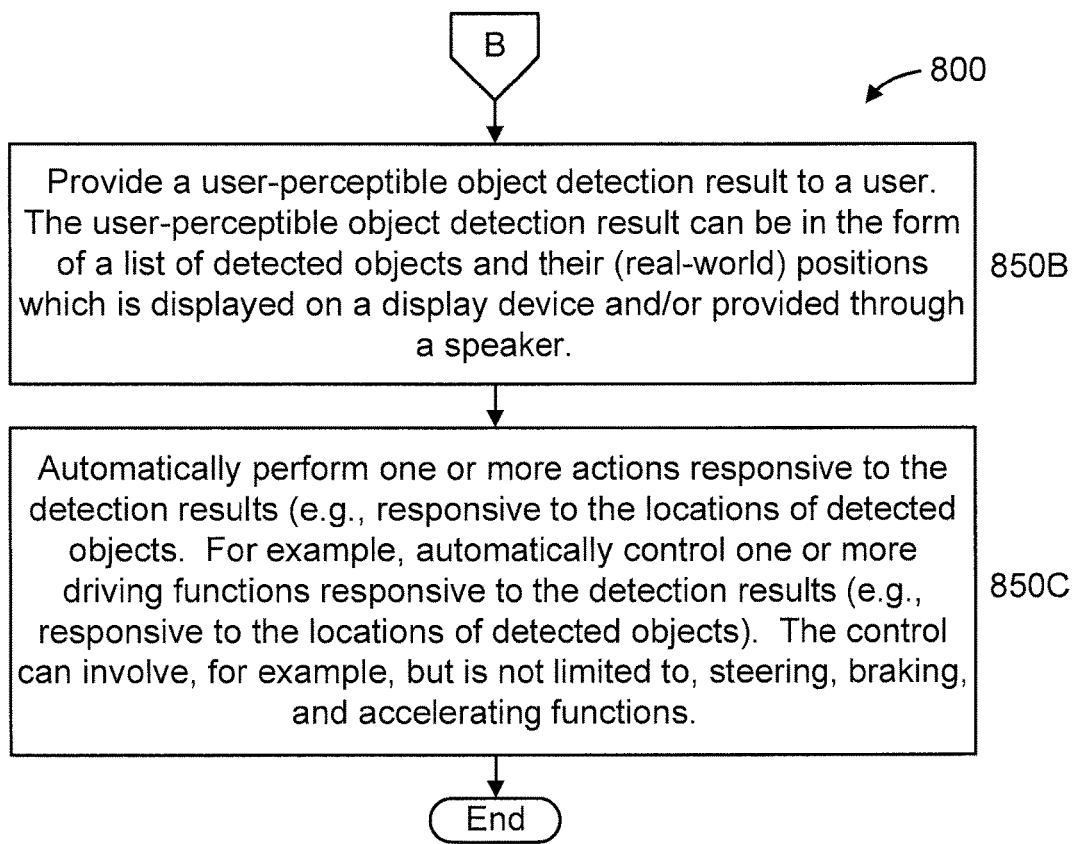 B
800
Provide a user-perceptible object detection result to a user.
The user-perceptible object detection result can be in the form
of a list of detected objects and their (real-world) positions
which is displayed on a display device and/or provided through
a speaker.
850B
Automatically perform one or more actions responsive to the
detection results (e.g., responsive to the locations of detected
objects.  For example, automatically control one or more
driving functions responsive to the detection results (e.g.,
responsive to the locations of detected objects).  The control
can involve, for example, but is not limited to, steering, braking,
and accelerating functions.
850C
End